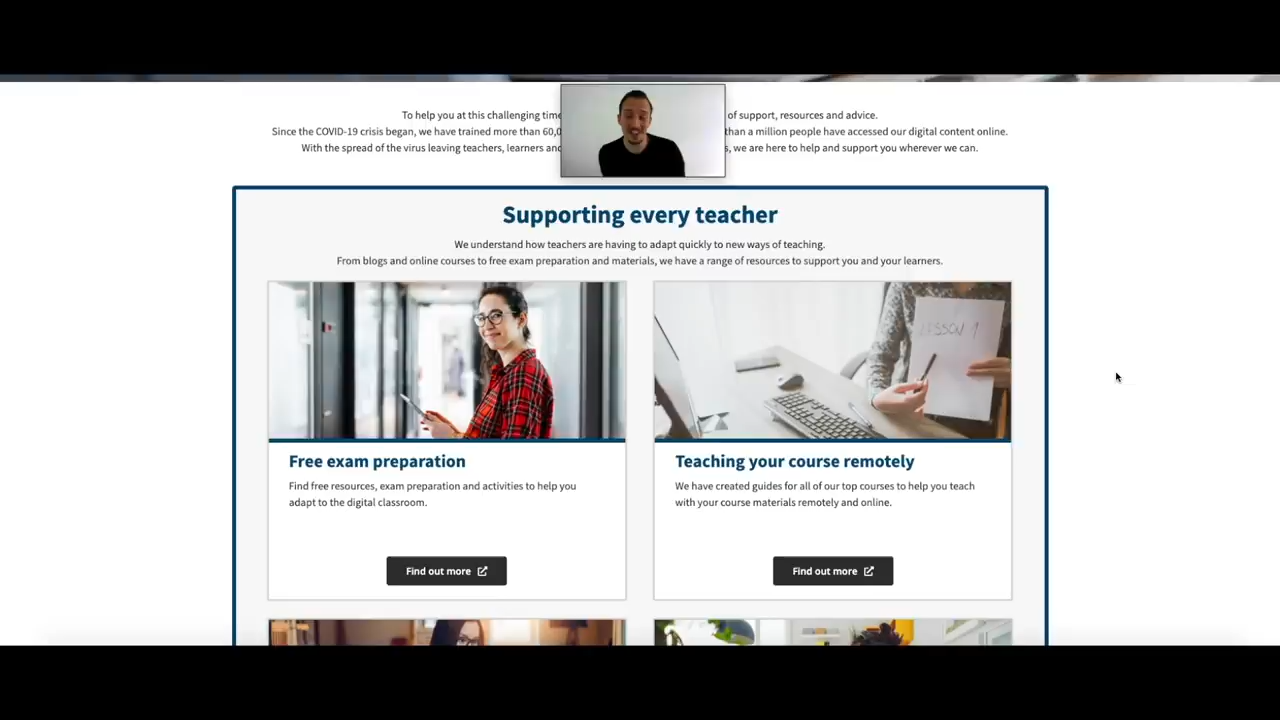 To help you at this challenging time of support, resources and advice.
Since the COVID-19 crisis began, we have trained more than 60,0 than a million people have accessed our digital content online.
With the spread of the virus leaving teachers, learners and s, we are here to help and support you wherever we can.
Supporting every teacher
We understand how teachers are having to adapt quickly to new ways of teaching.
From blogs and online courses to free exam preparation and materials, we have a range of resources to support you and your learners.
LESSON 1
Free exam preparation
Find free resources, exam preparation and activities to help you
adapt to the digital classroom.
Find out more
Teaching your course remotely
We have created guides for all of our top courses to help you teach
with your course materials remotely and online.
Find out more